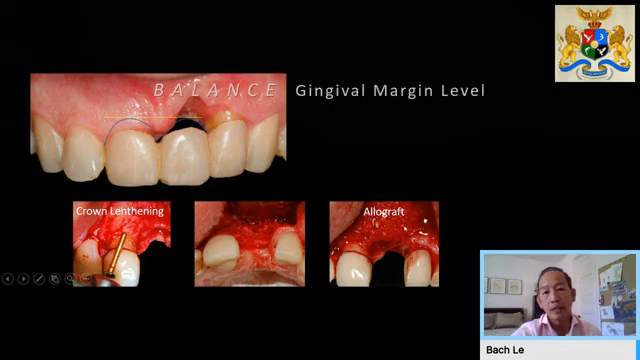 BALANCE Gingival Margin Level
Crown Lenthening
Allograft
Bach Le